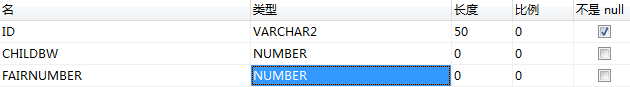 名 类型 长度 比例 不是 null
ID VARCHAR2 50 0
CHILDBW NUMBER 0 0
FAIRNUMBER NUMBER 0 0